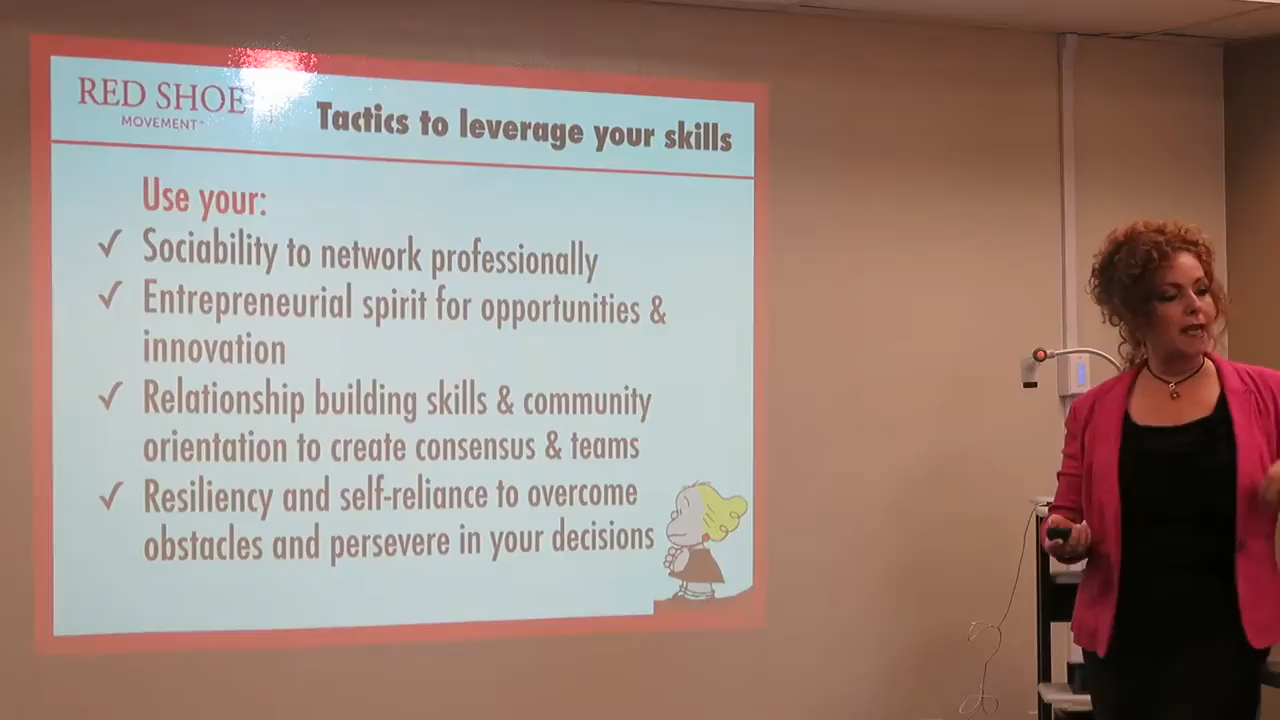 RED SHOE
MOVEMENT™
Tactics to leverage your skills
Use your:
✓ Sociability to network professionally
✓ Entrepreneurial spirit for opportunities &
innovation
✓ Relationship building skills & community
orientation to create consensus & teams
✓ Resiliency and self-reliance to overcome
obstacles and persevere in your decisions